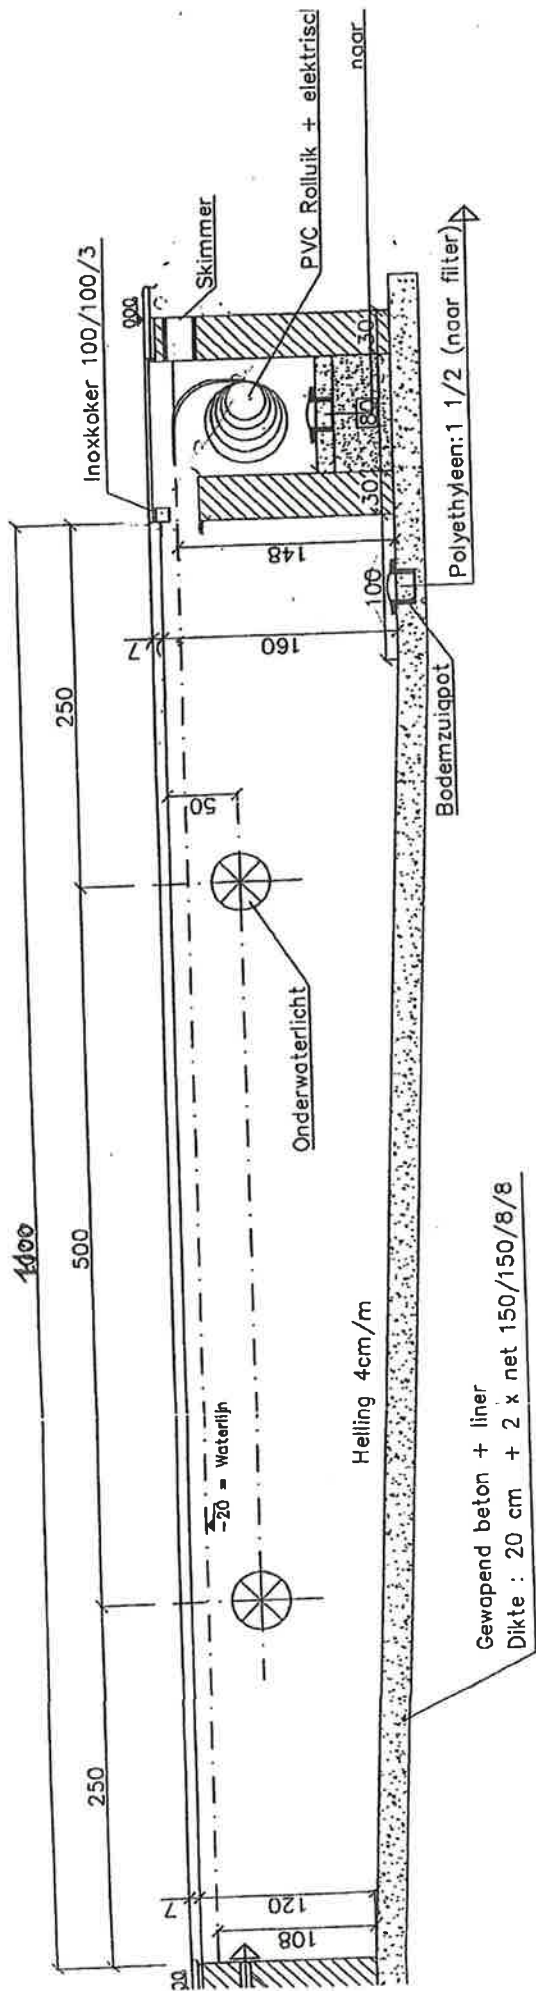 1000
250
500
250
Inoxkoker 100/100/3
000
Skimmer
PVC Rolluik + elektrisc
naar
7
160
148
50
30
80
30
100
Polyethyleen: 1 1/2 (naar filter)
Bodemzuigpot
Onderwaterlicht
-20 = Waterlijn
Helling 4cm/m
7
120
108
Gewapend beton + liner
Dikte : 20 cm + 2 x net 150/150/8/8